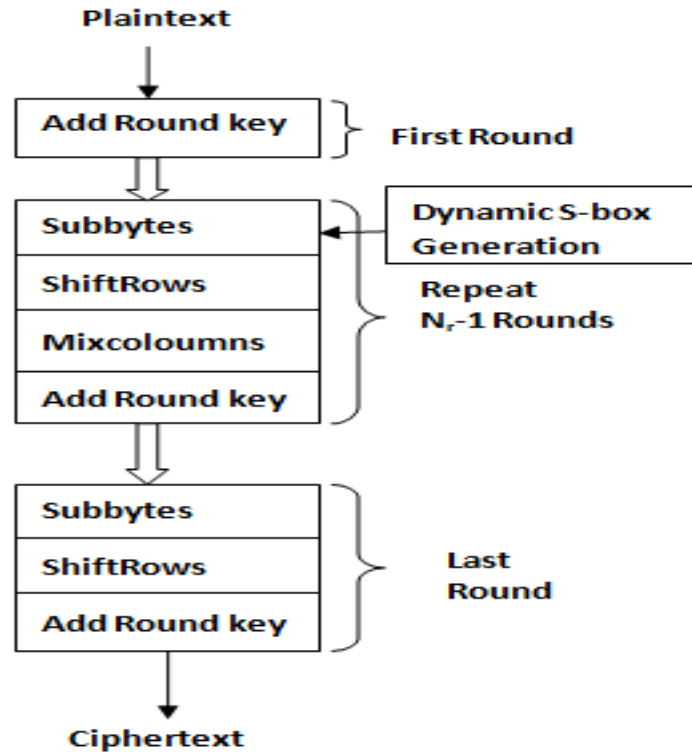 Plaintext
Add Round key
First Round
Subbytes
Dynamic S-box
Generation
ShiftRows
Repeat
Nᵣ-1 Rounds
Mixcoloumns
Add Round key
Subbytes
ShiftRows
Last
Round
Add Round key
Ciphertext